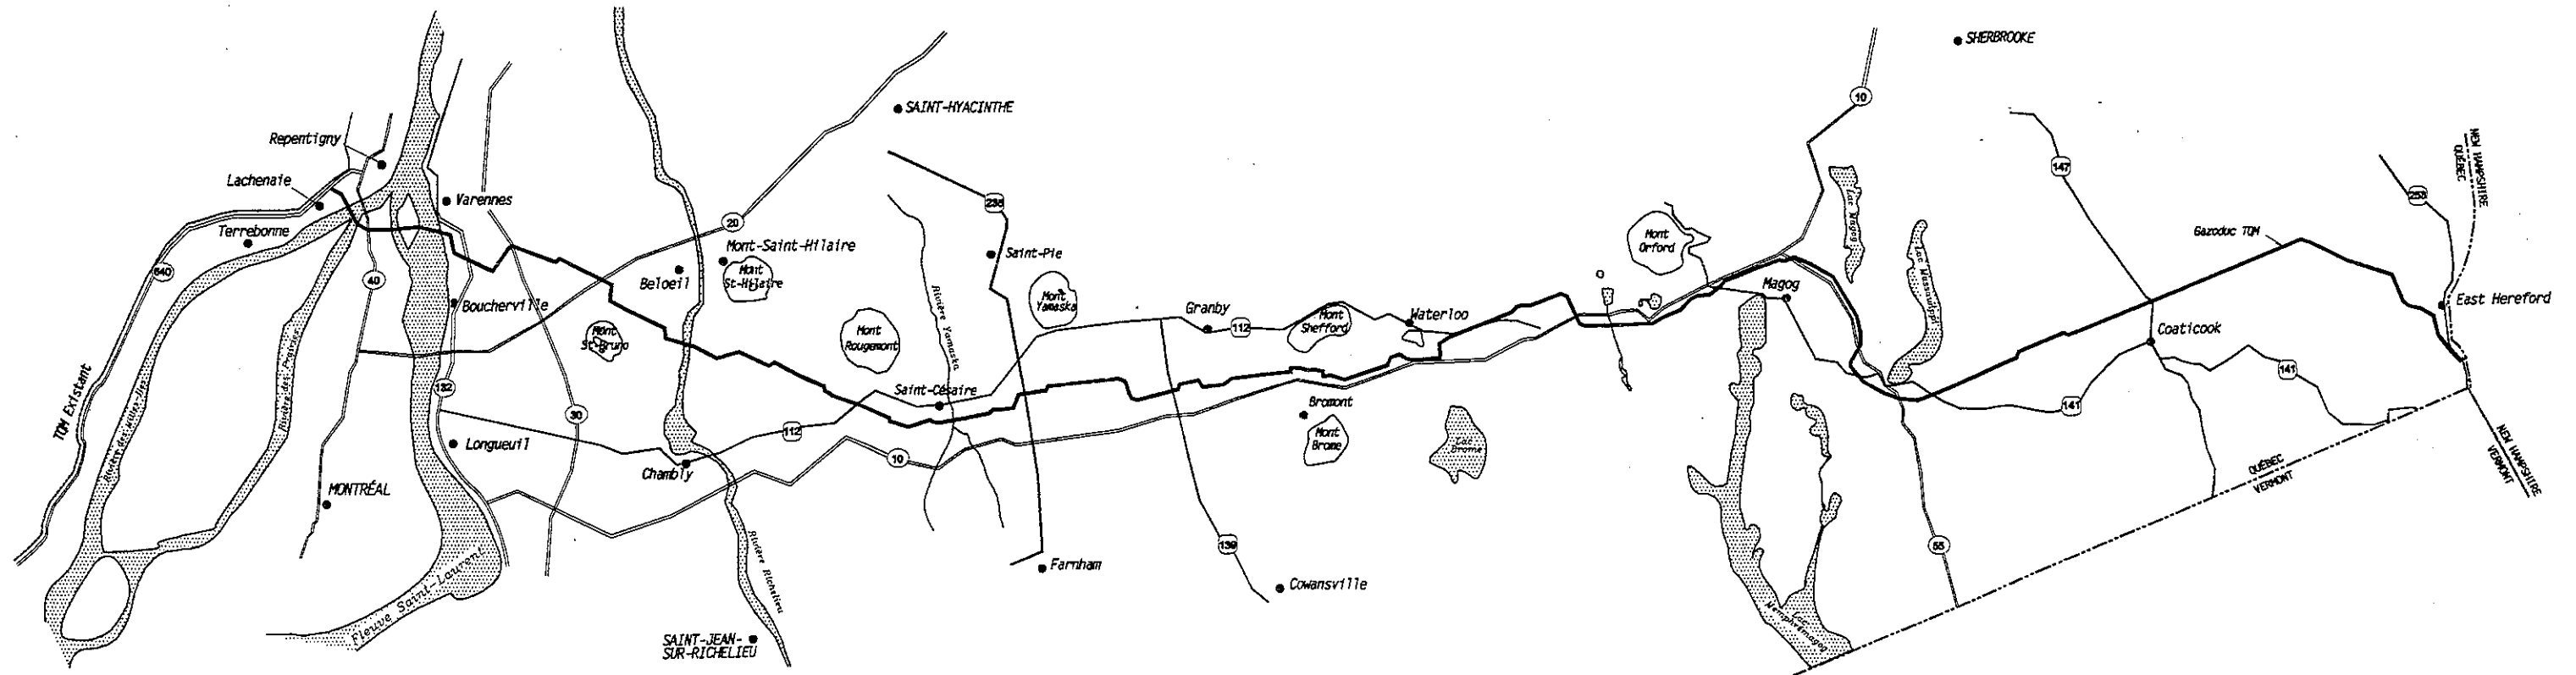 SHERBROOKE
10
SAINT-HYACINTHE
Repentigny
Lachenaie
Varennes
NEW HAMPSHIRE
QUÉBEC
147
238
253
20
Terrebonne
Mont-Saint-Hilaire
Mont
St-Hilaire
Beloeil
Saint-Pie
Mont
Orford
Lac Magog
Lac Massawippi
Gazoduc TQM
640
40
Boucherville
Rivière Yamaska
Mont
Yamaska
Magog
East Hereford
Mont
St-Bruno
Mont
Rougemont
Granby
112
Mont
Shefford
Waterloo
Coaticook
TQM Existant
Rivière des Mille-Iles
Rivière des Prairies
132
30
Saint-Césaire
141
141
Bromont
Mont
Brome
Lac
Brome
Longueuil
112
10
Chambly
QUÉBEC
VERMONT
NEW HAMPSHIRE
VERMONT
MONTRÉAL
139
55
Fleuve Saint-Laurent
Rivière Richelieu
Farnham
Cowansville
Lac
Memphrémagog
SAINT-JEAN-
SUR-RICHELIEU